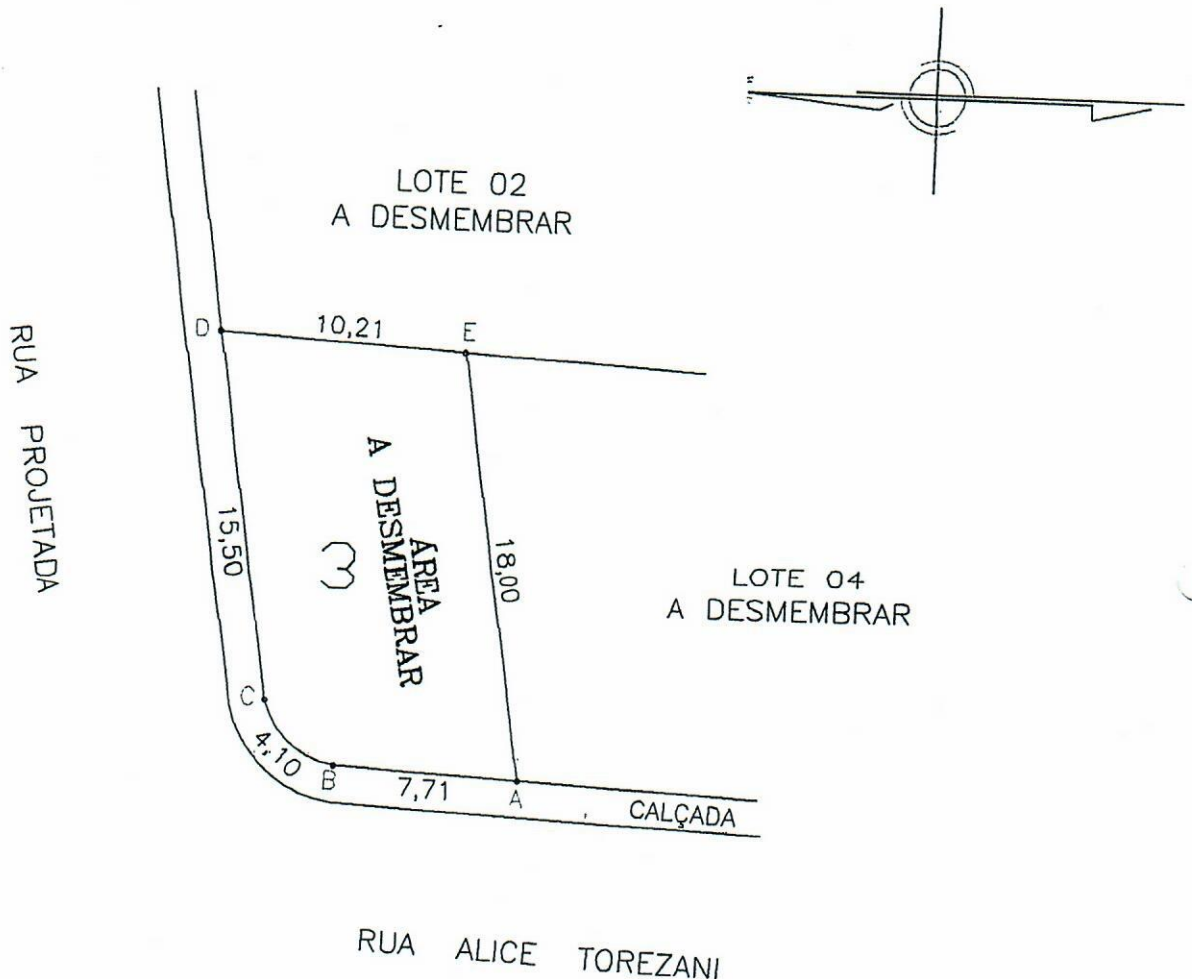 LOTE 02
A DESMEMBRAR
D
10,21
E
RUA PROJETADA
15,50
3
ÁREA
A DESMEMBRAR
18,00
LOTE 04
A DESMEMBRAR
C
4,10
B
7,71
A
CALÇADA
RUA ALICE TOREZANI